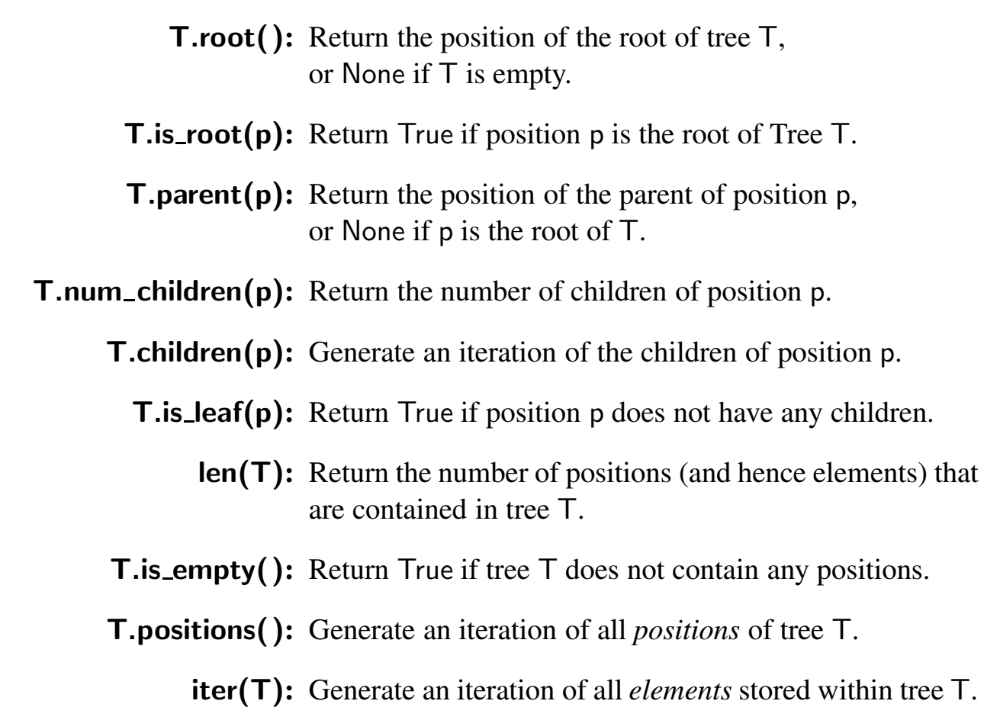 T.root(): Return the position of the root of tree T,
or None if T is empty.
T.is_root(p): Return True if position p is the root of Tree T.
T.parent(p): Return the position of the parent of position p,
or None if p is the root of T.
T.num_children(p): Return the number of children of position p.
T.children(p): Generate an iteration of the children of position p.
T.is_leaf(p): Return True if position p does not have any children.
len(T): Return the number of positions (and hence elements) that
are contained in tree T.
T.is_empty(): Return True if tree T does not contain any positions.
T.positions(): Generate an iteration of all positions of tree T.
iter(T): Generate an iteration of all elements stored within tree T.